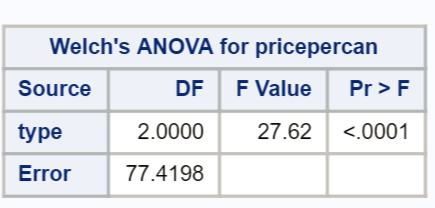 Welch's ANOVA for pricepercan
Source DF F Value Pr > F
type 2.0000 27.62 <.0001
Error 77.4198